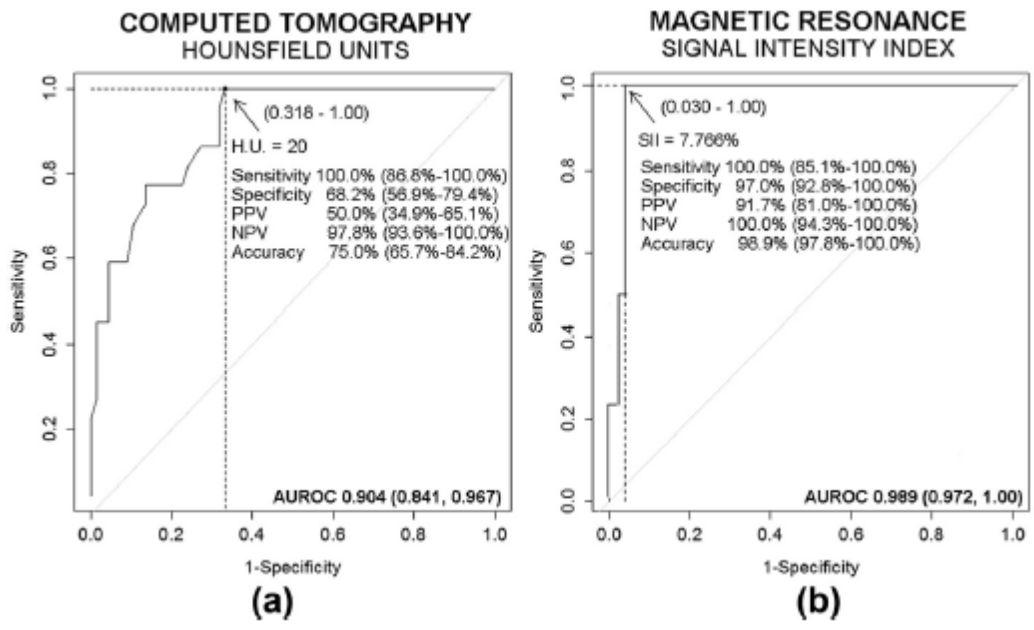 COMPUTED TOMOGRAPHY
HOUNSFIELD UNITS
Sensitivity
1.0
0.8
0.6
0.4
0.2
(0.318 - 1.00)
H.U. = 20
Sensitivity 100.0% (86.8%-100.0%)
Specificity 68.2% (56.9%-79.4%)
PPV 50.0% (34.9%-65.1%)
NPV 97.8% (93.6%-100.0%)
Accuracy 75.0% (65.7%-84.2%)
AUROC 0.904 (0.841, 0.967)
0.0 0.2 0.4 0.6 0.8 1.0
1-Specificity
(a)
MAGNETIC RESONANCE
SIGNAL INTENSITY INDEX
Sensitivity
1.0
0.8
0.6
0.4
0.2
0.0
(0.030 - 1.00)
SII = 7.766%
Sensitivity 100.0% (85.1%-100.0%)
Specificity 97.0% (92.8%-100.0%)
PPV 91.7% (81.0%-100.0%)
NPV 100.0% (94.3%-100.0%)
Accuracy 98.9% (97.8%-100.0%)
AUROC 0.989 (0.972, 1.00)
0.0 0.2 0.4 0.6 0.8 1.0
1-Specificity
(b)